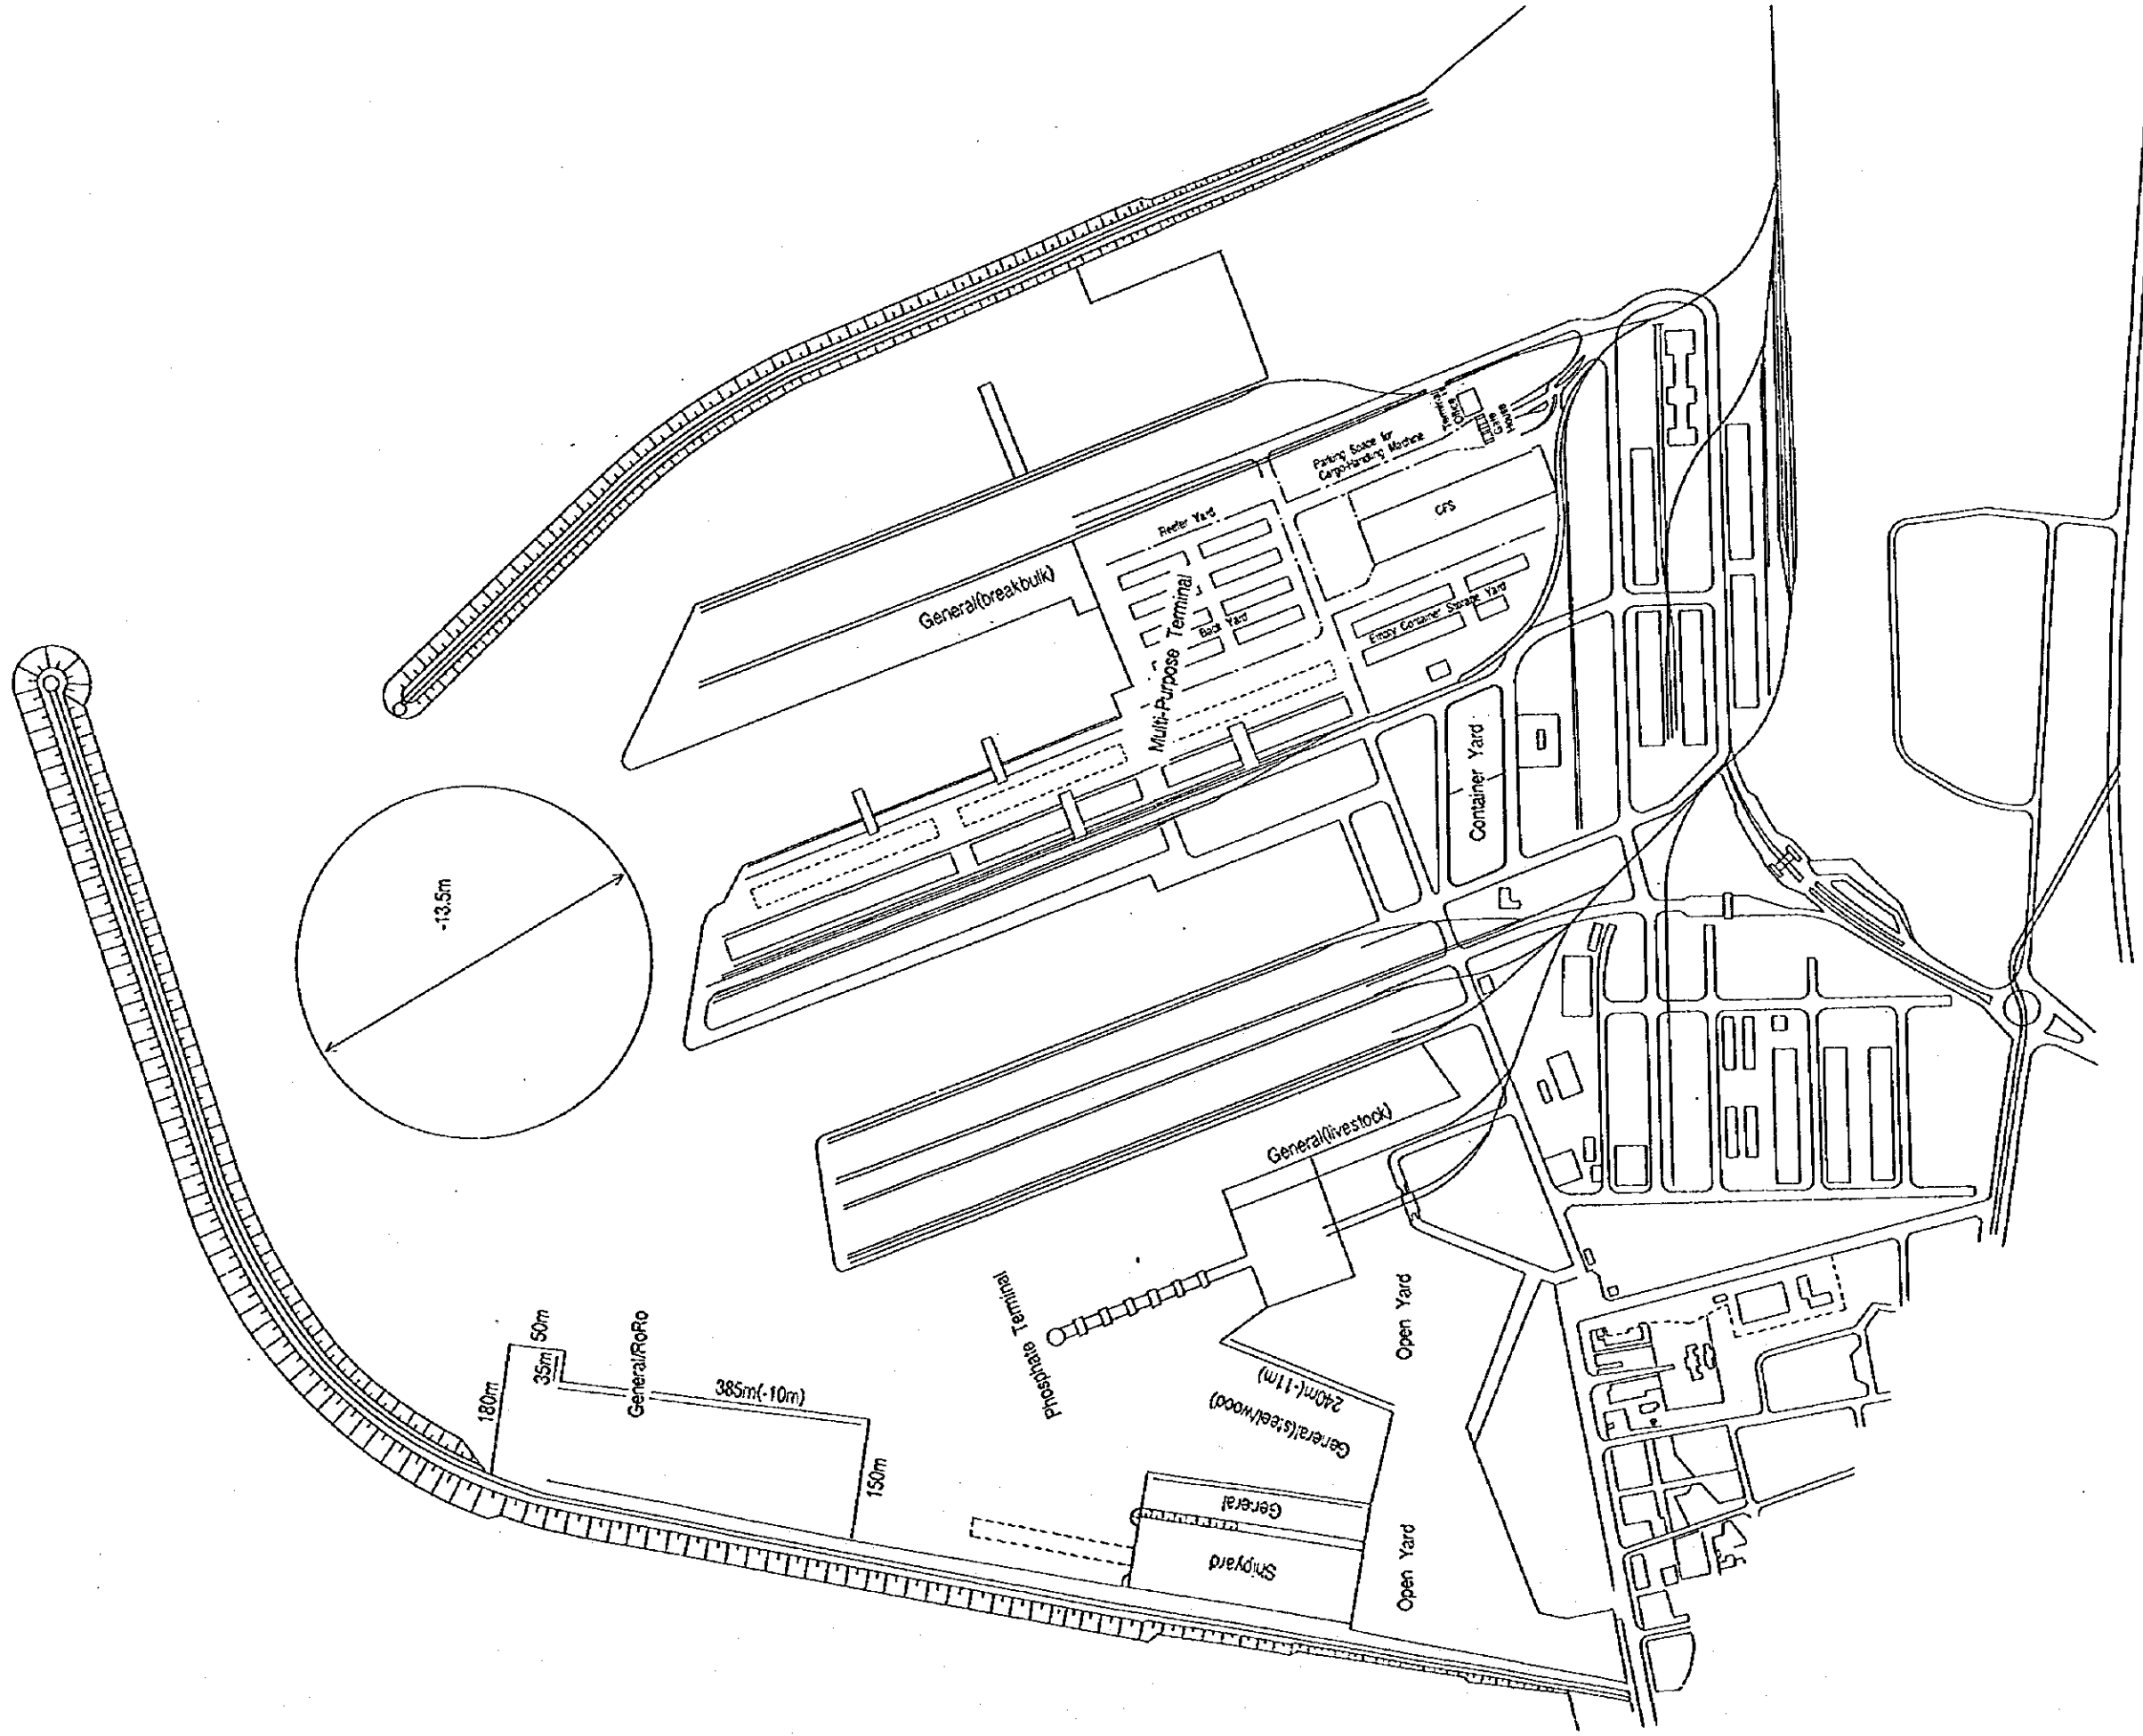 -13.5m
General(breakbulk)
Multi-Purpose Terminal
Reefer Yard
Back Yard
Parking Space for
Cargo-Handling Machine
Terminal
Office
Gate
House
CFS
Empty Container Storage Yard
Container Yard
General(livestock)
Phosphate Terminal
Open Yard
240m(-11m)
General(steel/wood)
General
Shipyard
Open Yard
180m
50m
35m
General/RoRo
385m(-10m)
150m